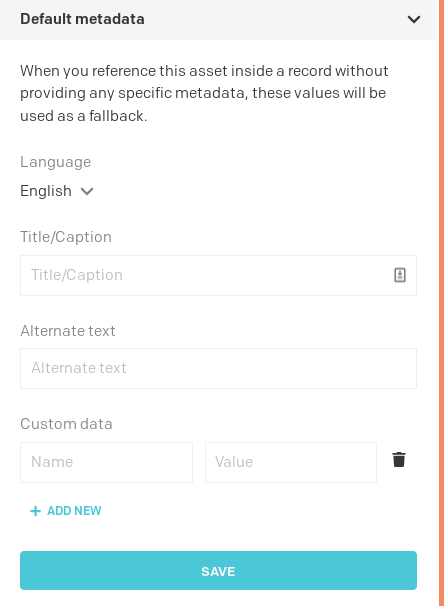 Default metadata
When you reference this asset inside a record without
providing any specific metadata, these values will be
used as a fallback.
Language
English
Title/Caption
Title/Caption
Alternate text
Alternate text
Custom data
Name Value
+ ADD NEW
SAVE